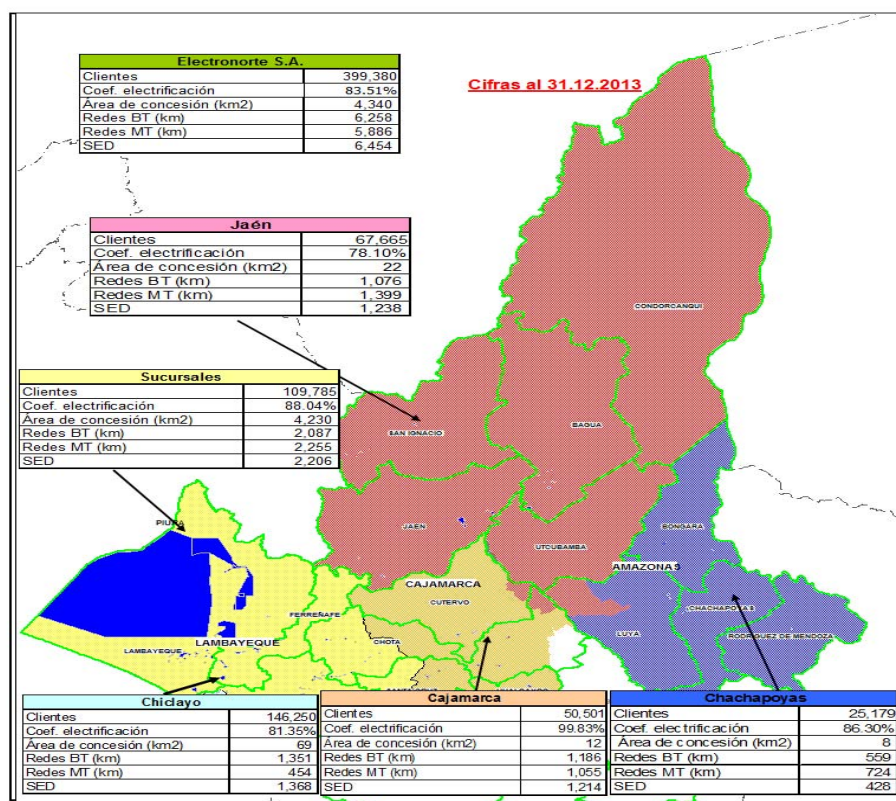 Electronorte S.A.
Clientes 399,380
Coef. electrificación 83.51%
Área de concesión (km2) 4,340
Redes BT (km) 6,258
Redes MT (km) 5,886
SED 6,454
Cifras al 31.12.2013
Jaén
Clientes 67,665
Coef. electrificación 78.10%
Área de concesión (km2) 22
Redes BT (km) 1,076
Redes MT (km) 1,399
SED 1,238
CONDORCANQUI
Sucursales
Clientes 109,785
Coef. electrificación 88.04%
Área de concesión (km2) 4,230
Redes BT (km) 2,087
Redes MT (km) 2,255
SED 2,206
SAN IGNACIO
BAGUA
PIURA
JAEN
UTCUBAMBA
BONGARA
AMAZONAS
CAJAMARCA
CUTERVO
CHACHAPOYAS
FERREÑAFE
LAMBAYEQUE
LAMBAYEQUE
CHOTA
LUYA
RODRIGUEZ DE MENDOZA
Chiclayo
Clientes 146,250
Coef. electrificación 81.35%
Área de concesión (km2) 69
Redes BT (km) 1,351
Redes MT (km) 454
SED 1,368
Cajamarca
Clientes 50,501
Coef. electrificación 99.83%
Área de concesión (km2) 12
Redes BT (km) 1,186
Redes MT (km) 1,055
SED 1,214
Chachapoyas
Clientes 25,179
Coef. electrificación 86.30%
Área de concesión (km2) 8
Redes BT (km) 559
Redes MT (km) 724
SED 428